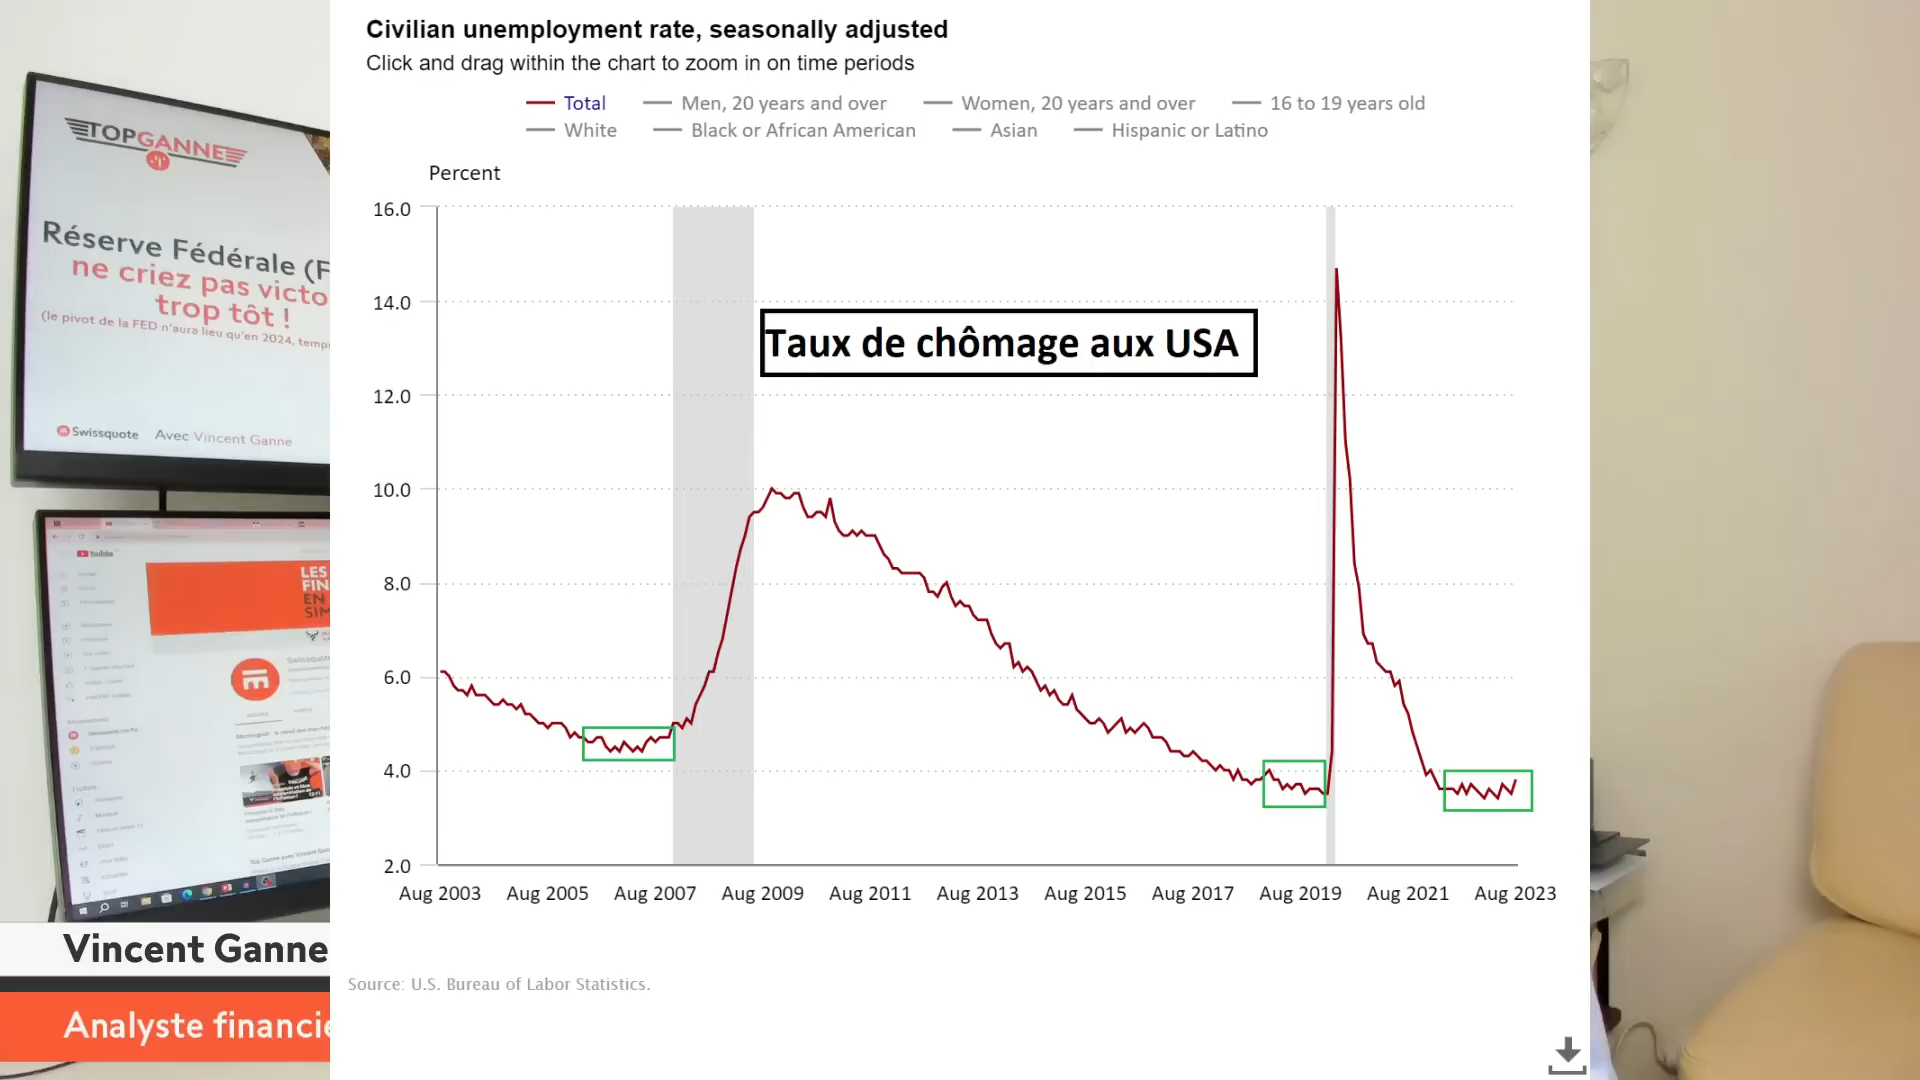 Civilian unemployment rate, seasonally adjusted
Click and drag within the chart to zoom in on time periods
Total
Men, 20 years and over
Women, 20 years and over
16 to 19 years old
White
Black or African American
Asian
Hispanic or Latino
Percent
16.0
14.0
12.0
10.0
8.0
6.0
4.0
2.0
Taux de chômage aux USA
Aug 2003 Aug 2005 Aug 2007 Aug 2009 Aug 2011 Aug 2013 Aug 2015 Aug 2017 Aug 2019 Aug 2021 Aug 2023
Source: U.S. Bureau of Labor Statistics.
TOPGANNE
Réserve Fédérale (F
ne criez pas victo
trop tôt !
(le pivot de la FED n'aura lieu qu'en 2024, temp
Swissquote Avec Vincent Ganne
YouTube
LES
FIN
EN
SIM
Swissquote
Vincent Ganne
Analyste financie